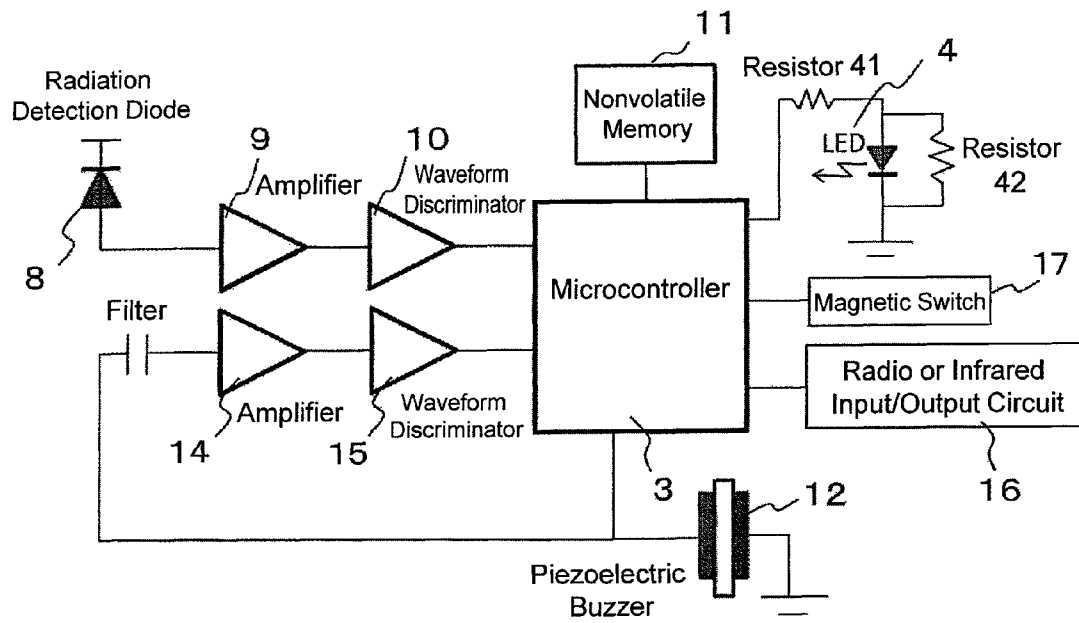 11
Nonvolatile
Memory
Resistor 41
4
LED
Resistor
42
Radiation
Detection Diode
8
9
Amplifier
10
Waveform
Discriminator
Microcontroller
3
17
Magnetic Switch
Radio or Infrared
Input/Output Circuit
16
Filter
14
Amplifier
15
Waveform
Discriminator
12
Piezoelectric
Buzzer